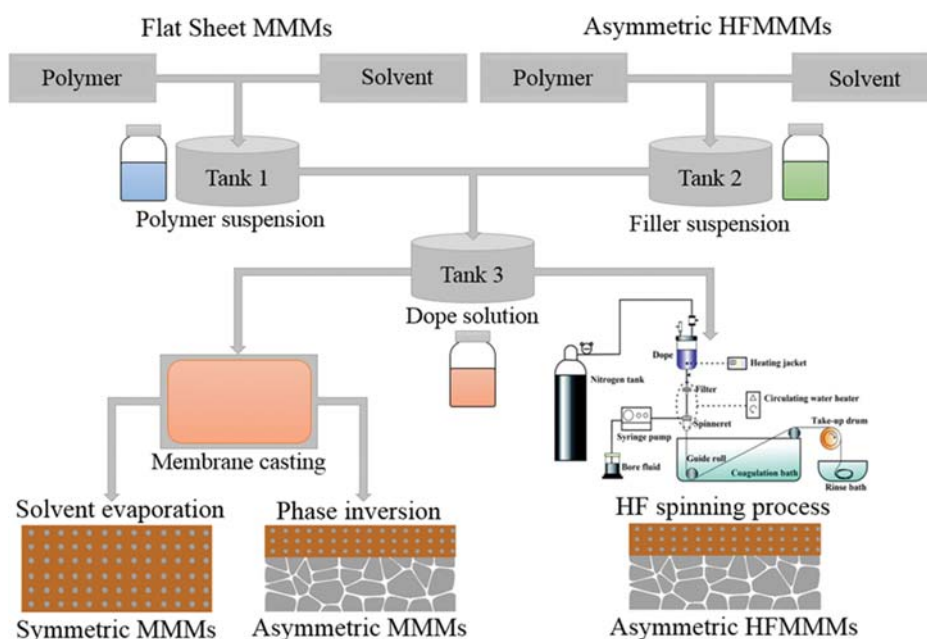 Flat Sheet MMMs
Asymmetric HFMMMs
Polymer
Solvent
Polymer
Solvent
Tank 1
Tank 2
Polymer suspension
Filler suspension
Tank 3
Dope solution
Dope
Heating jacket
Nitrogen tank
Filter
Circulating water heater
Spinneret
Take-up drum
Syringe pump
Guide roll
Bore fluid
Coagulation bath
Rinse bath
Membrane casting
Solvent evaporation
Phase inversion
HF spinning process
Symmetric MMMs
Asymmetric MMMs
Asymmetric HFMMMs